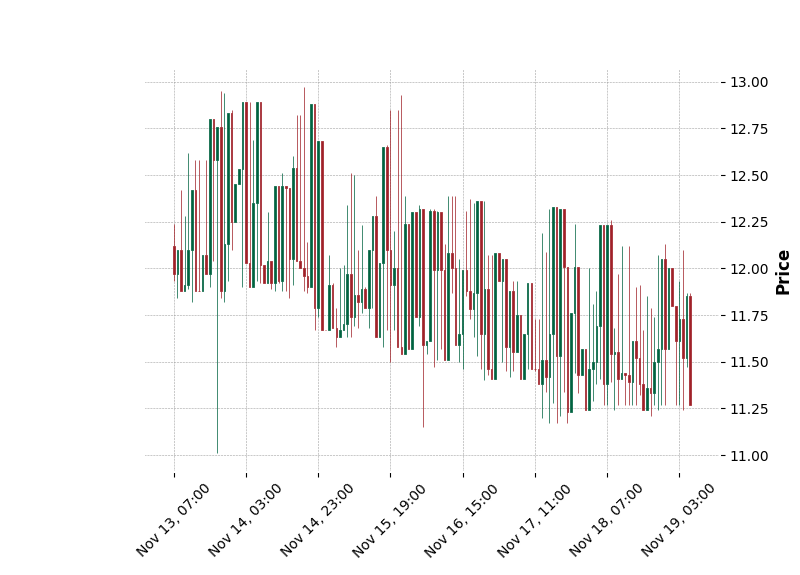 13.00
12.75
12.50
12.25
12.00
11.75
11.50
11.25
11.00
Price
Nov 13, 07:00
Nov 14, 03:00
Nov 14, 23:00
Nov 15, 19:00
Nov 16, 15:00
Nov 17, 11:00
Nov 18, 07:00
Nov 19, 03:00